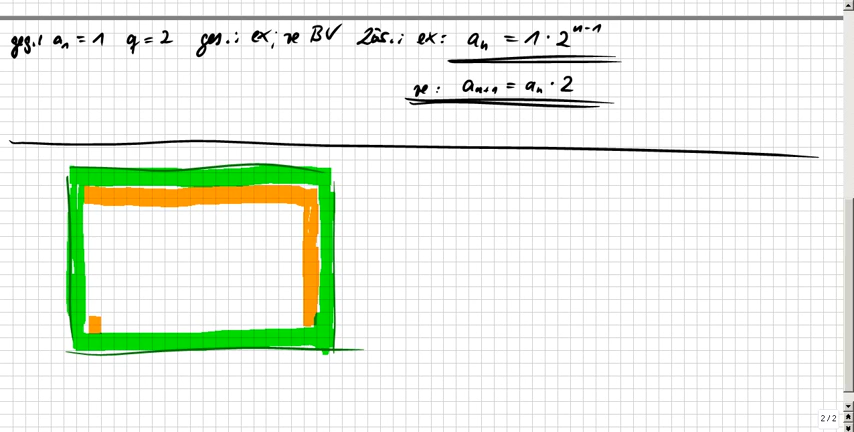 geg.: a₁ = 1 q = 2 ges.: ex; re BV Lös.: ex: aₙ = 1 · 2ⁿ⁻¹
re: aₙ₊₁ = aₙ · 2
2/2